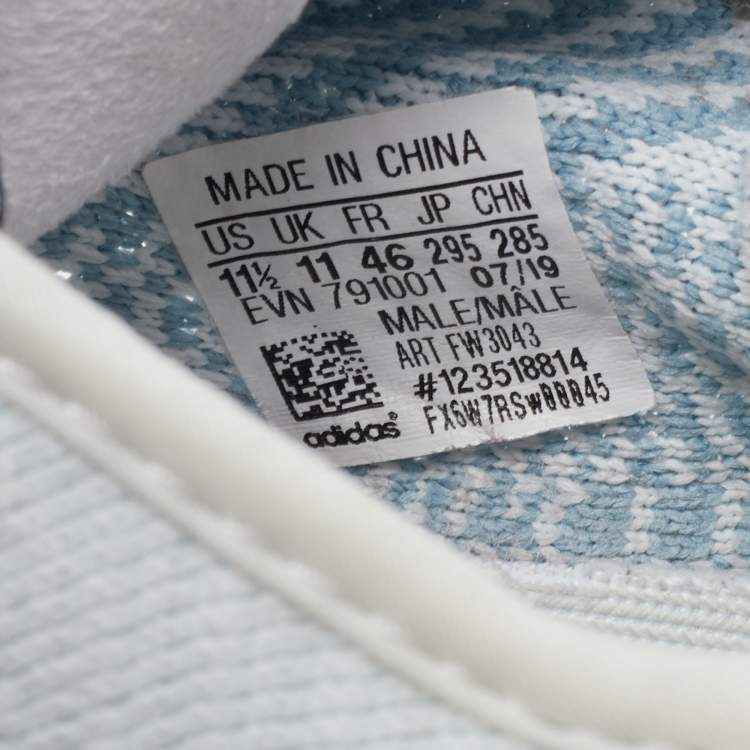 MADE IN CHINA
US UK FR JP CHN
11½ 11 46 295 285
EVN 791001 07/19
MALE/MÂLE
ART FW3043
#123518814
FX6W7RSW00045
adidas®